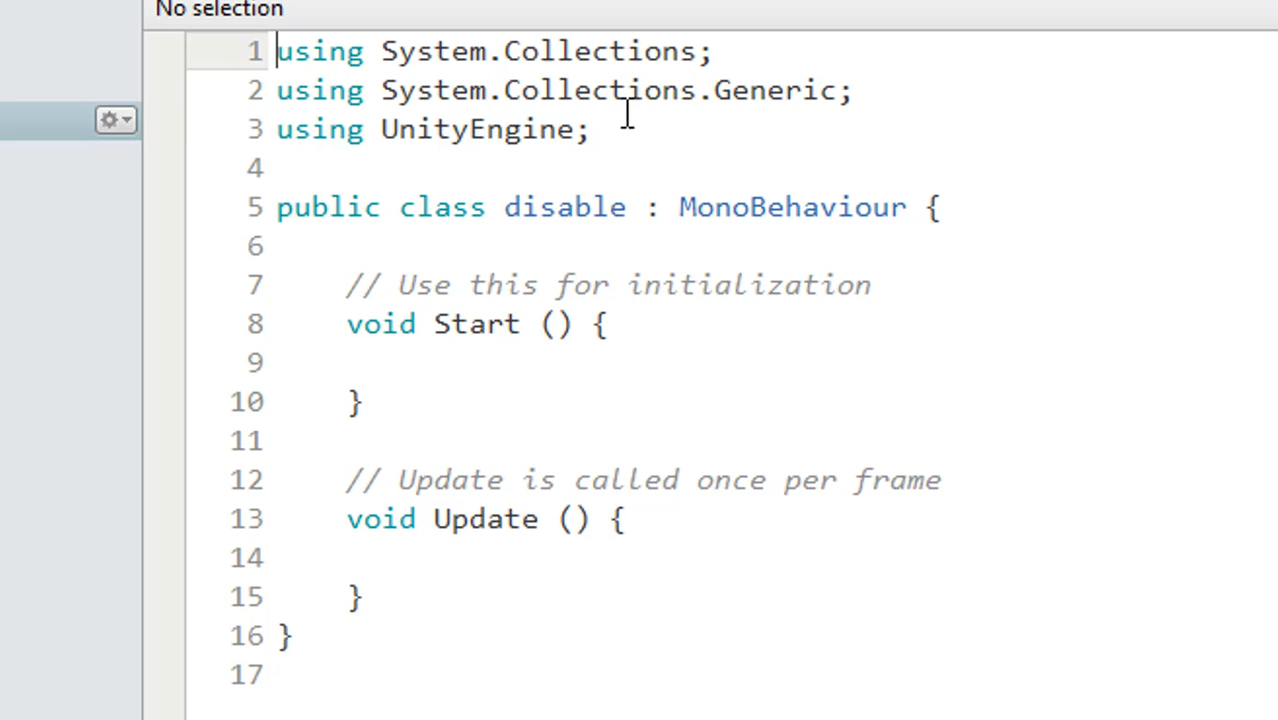 No selection
1 using System.Collections;
2 using System.Collections.Generic;
3 using UnityEngine;
4
5 public class disable : MonoBehaviour {
6
7 // Use this for initialization
8 void Start () {
9
10 }
11
12 // Update is called once per frame
13 void Update () {
14
15 }
16 }
17